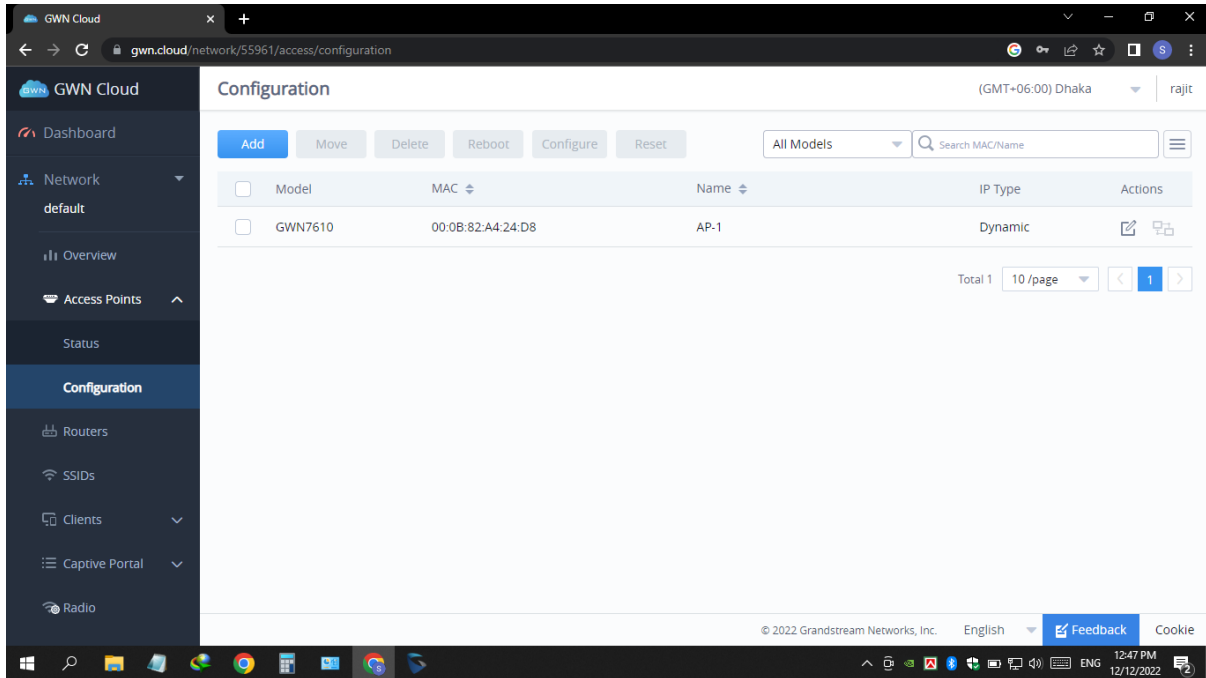 GWN Cloud
gwn.cloud/network/55961/access/configuration
S
GWN GWN Cloud
Configuration
(GMT+06:00) Dhaka
rajit
Dashboard
Network
default
Overview
Access Points
Status
Configuration
Routers
SSIDs
Clients
Captive Portal
Radio
Add Move Delete Reboot Configure Reset All Models Search MAC/Name
Model MAC Name IP Type Actions
GWN7610 00:0B:82:A4:24:D8 AP-1 Dynamic
Total 1 10 /page 1
© 2022 Grandstream Networks, Inc. English Feedback Cookie
ENG
12:47 PM
12/12/2022
2